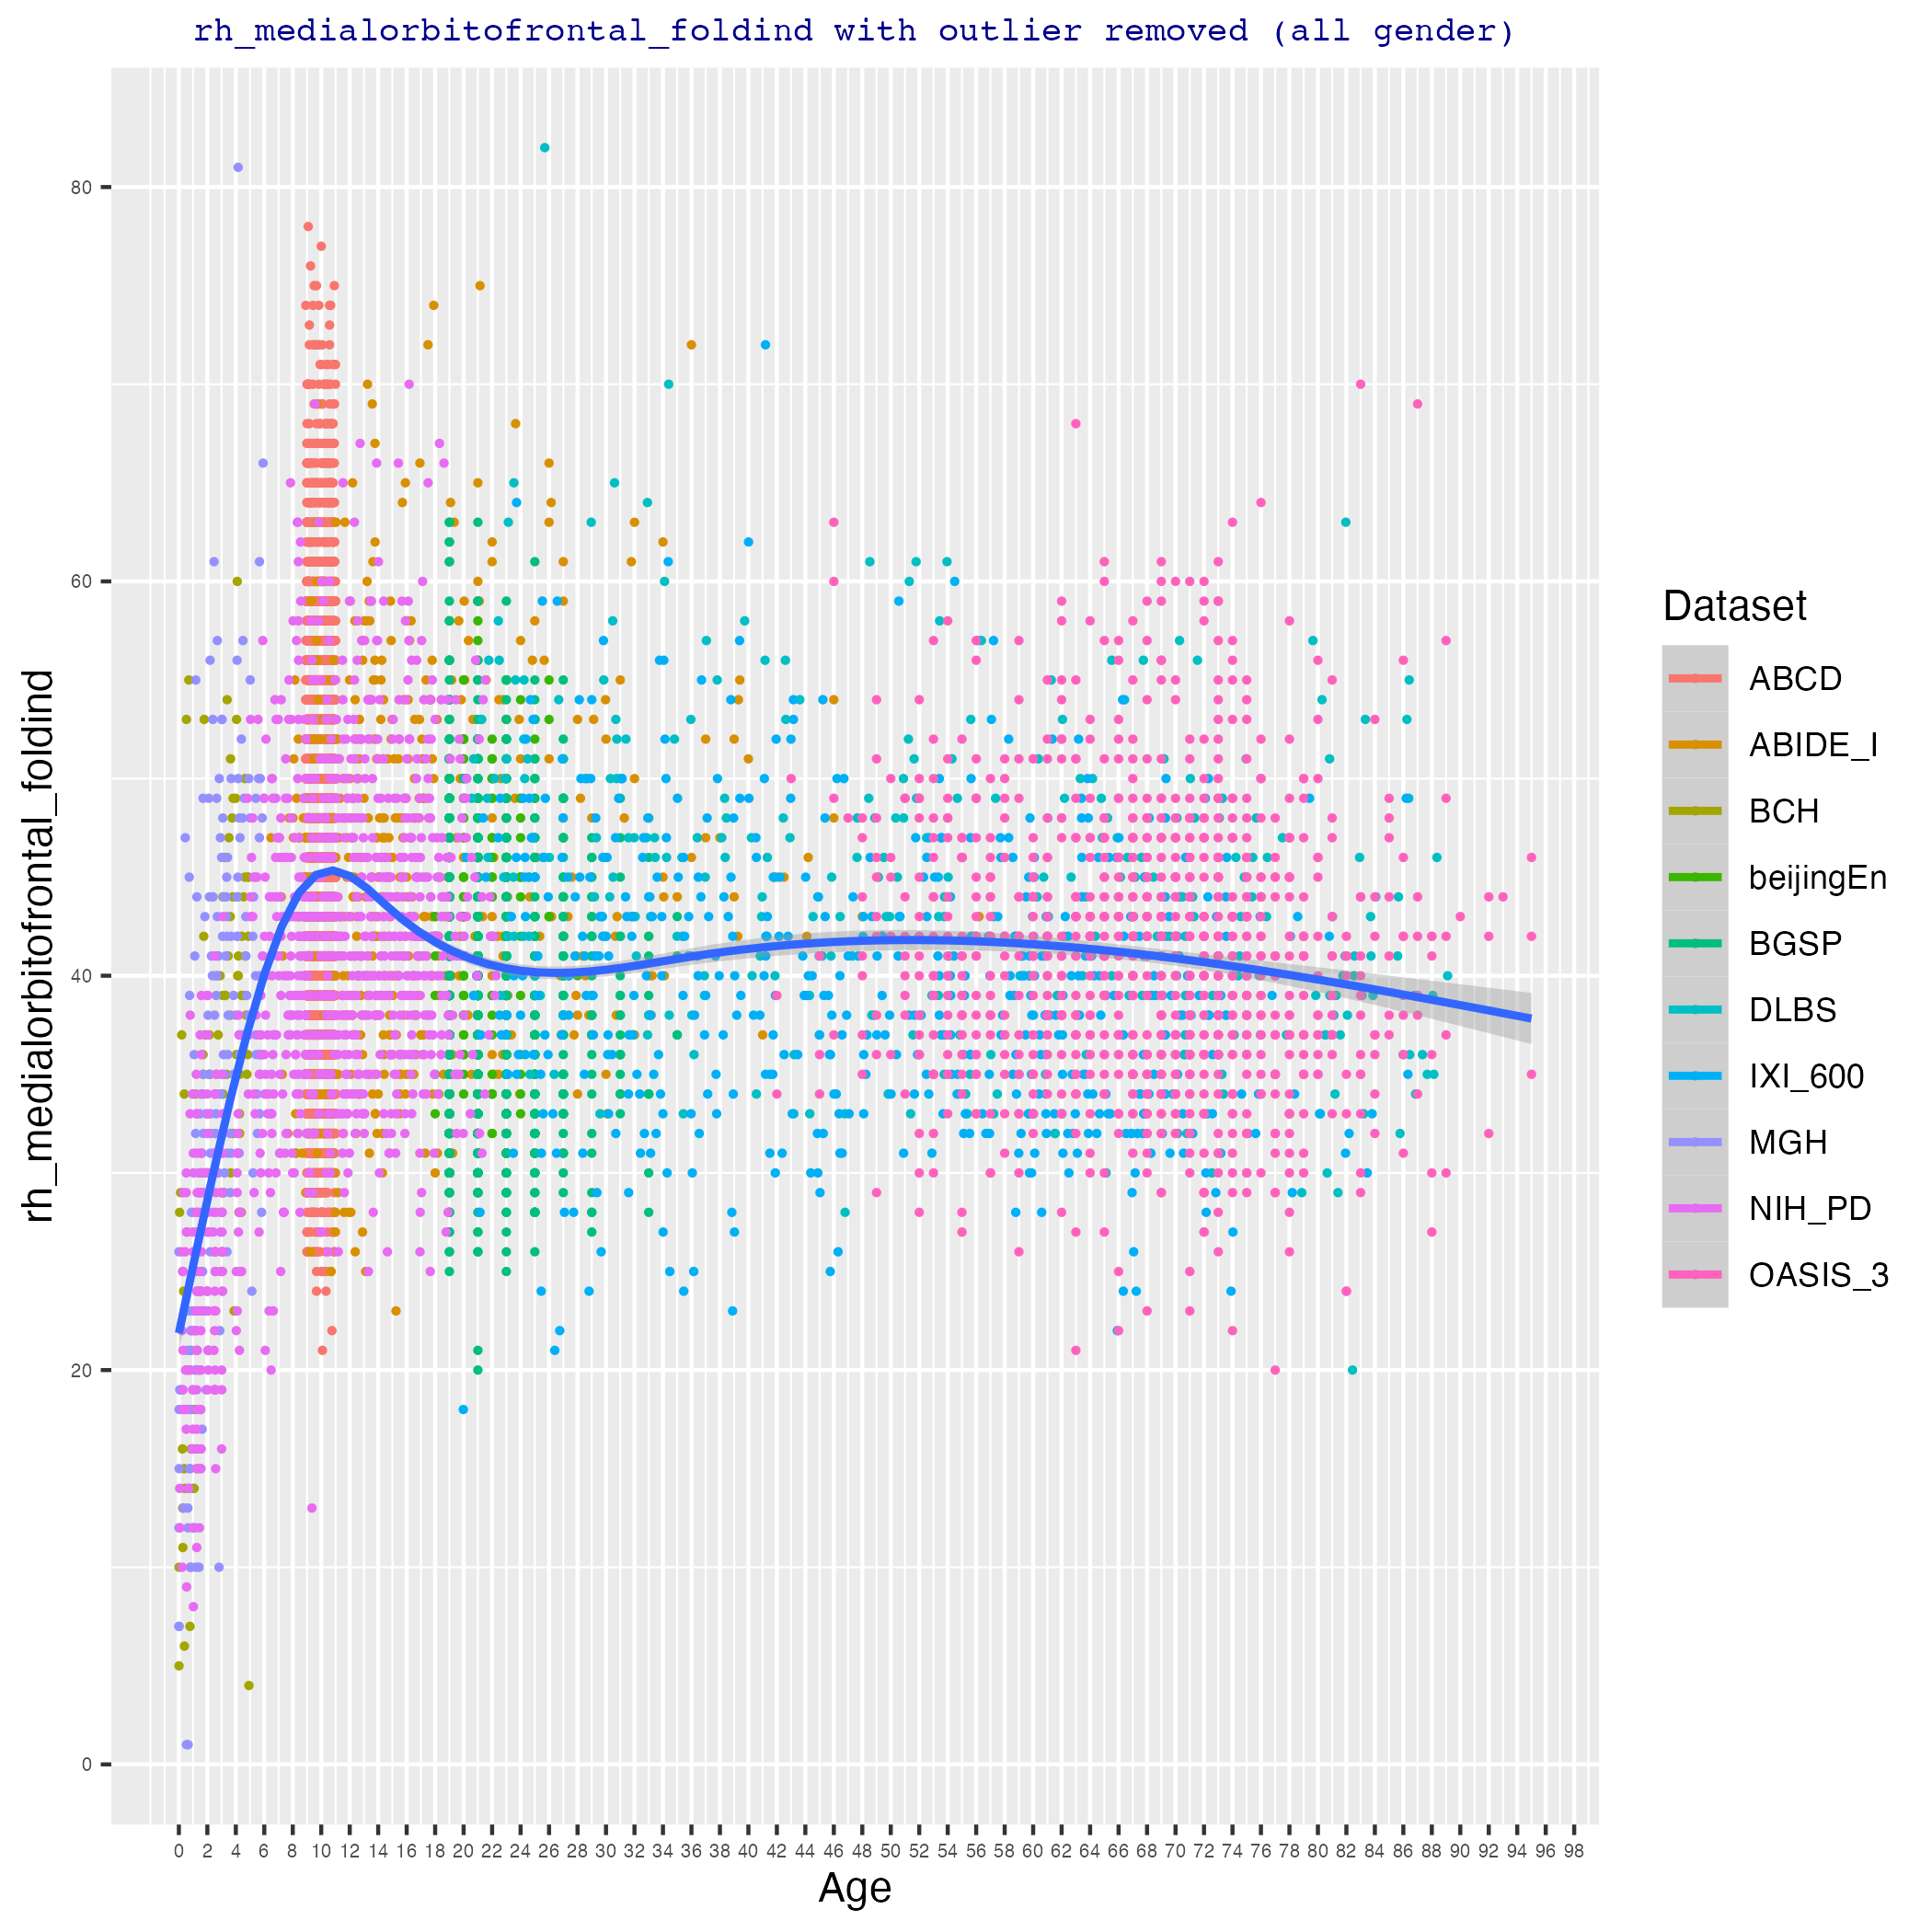 rh_medialorbitofrontal_foldind with outlier removed (all gender)
80
60
40
20
0
rh_medialorbitofrontal_foldind
0 2 4 6 8 10 12 14 16 18 20 22 24 26 28 30 32 34 36 38 40 42 44 46 48 50 52 54 56 58 60 62 64 66 68 70 72 74 76 78 80 82 84 86 88 90 92 94 96 98
Age
Dataset
ABCD
ABIDE_I
BCH
beijingEn
BGSP
DLBS
IXI_600
MGH
NIH_PD
OASIS_3